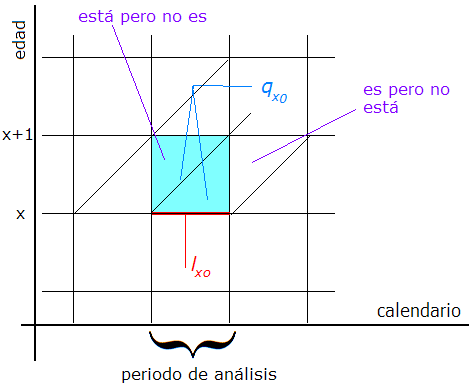 está pero no es
edad
q x0
es pero no
está
x+1
x
l xo
calendario
periodo de análisis